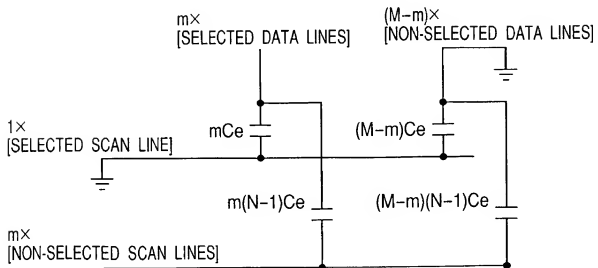 m×
[SELECTED DATA LINES]
(M–m)×
[NON-SELECTED DATA LINES]
1×
[SELECTED SCAN LINE]
mCe
(M–m)Ce
m(N–1)Ce
(M–m)(N–1)Ce
m×
[NON-SELECTED SCAN LINES]